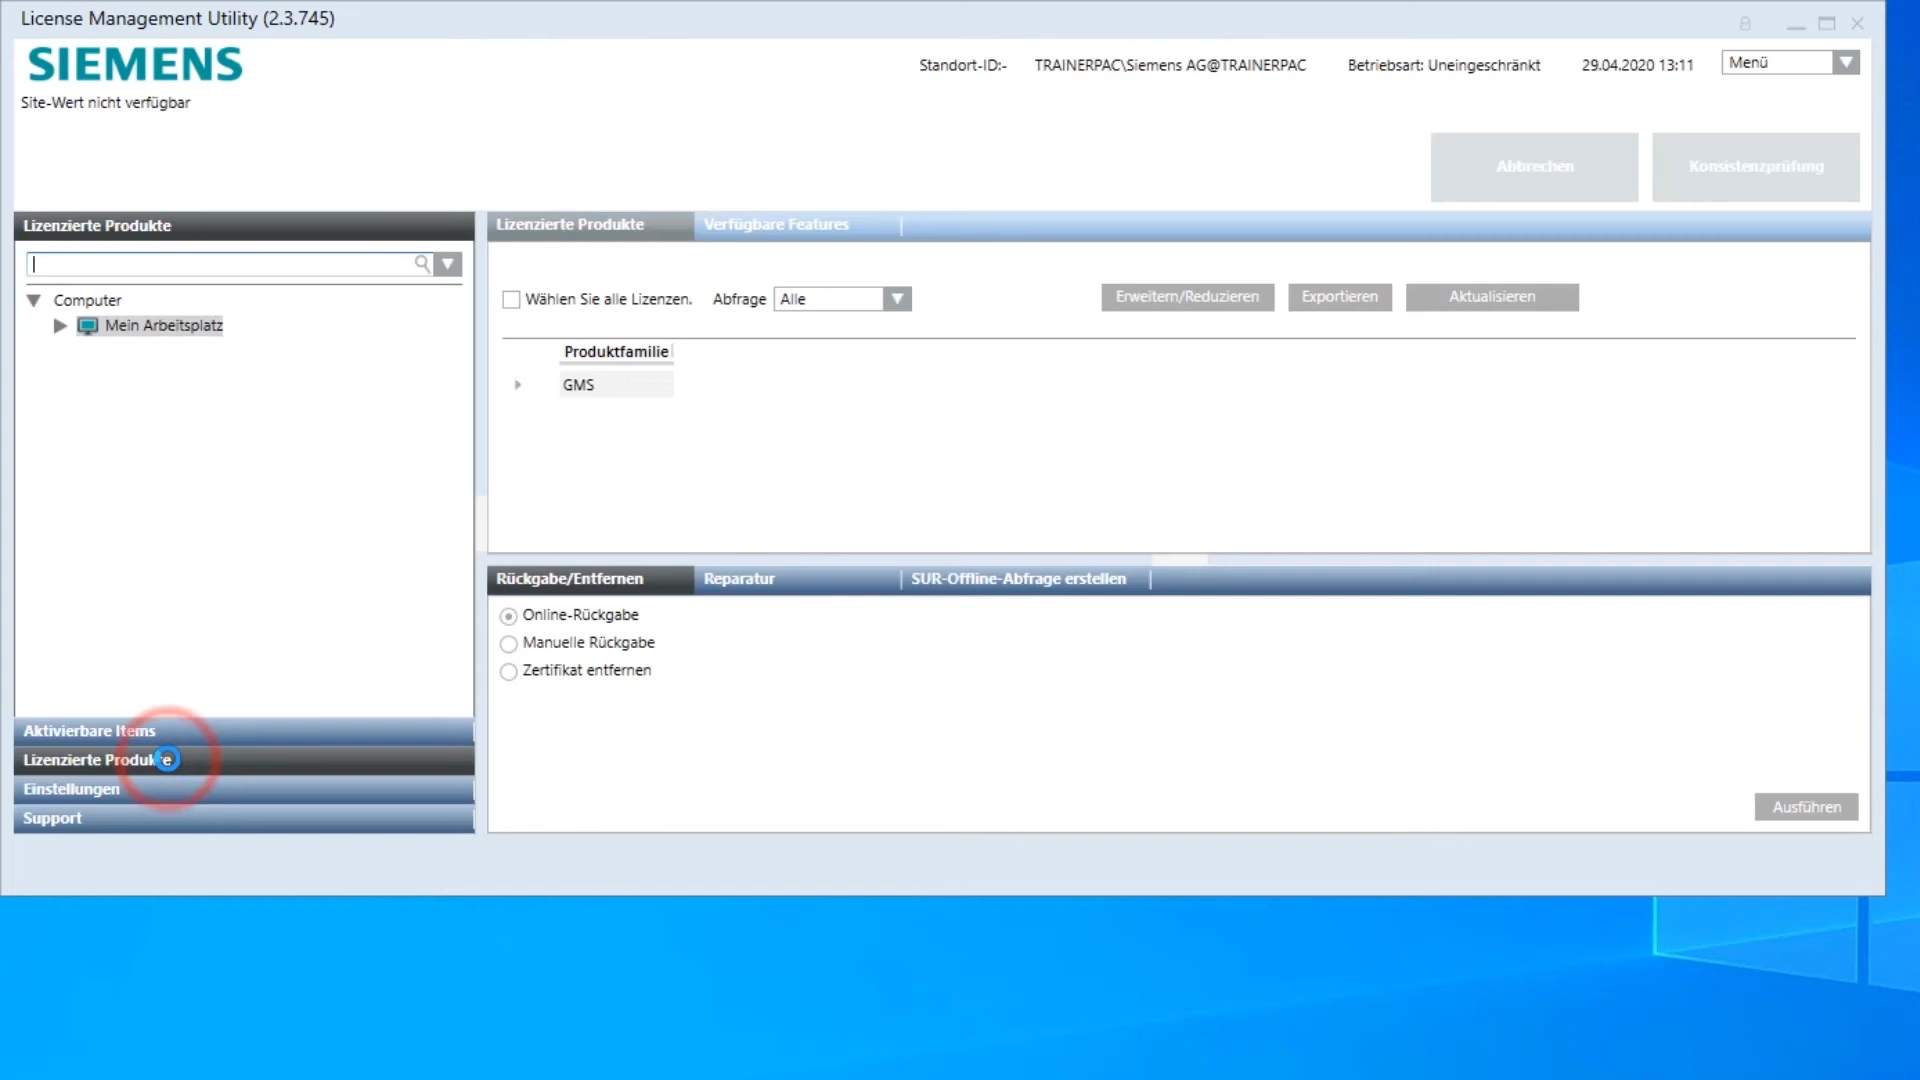 License Management Utility (2.3.745)
SIEMENS
Site-Wert nicht verfügbar
Standort-ID:- TRAINERPAC\Siemens AG@TRAINERPAC Betriebsart: Uneingeschränkt 29.04.2020 13:11 Menü
Abbrechen Konsistenzprüfung
Lizenzierte Produkte
Computer
Mein Arbeitsplatz
Aktivierbare Items
Lizenzierte Produkte
Einstellungen
Support
Lizenzierte Produkte Verfügbare Features
Wählen Sie alle Lizenzen. Abfrage Alle Erweitern/Reduzieren Exportieren Aktualisieren
Produktfamilie
GMS
Rückgabe/Entfernen Reparatur SUR-Offline-Abfrage erstellen
Online-Rückgabe
Manuelle Rückgabe
Zertifikat entfernen
Ausführen